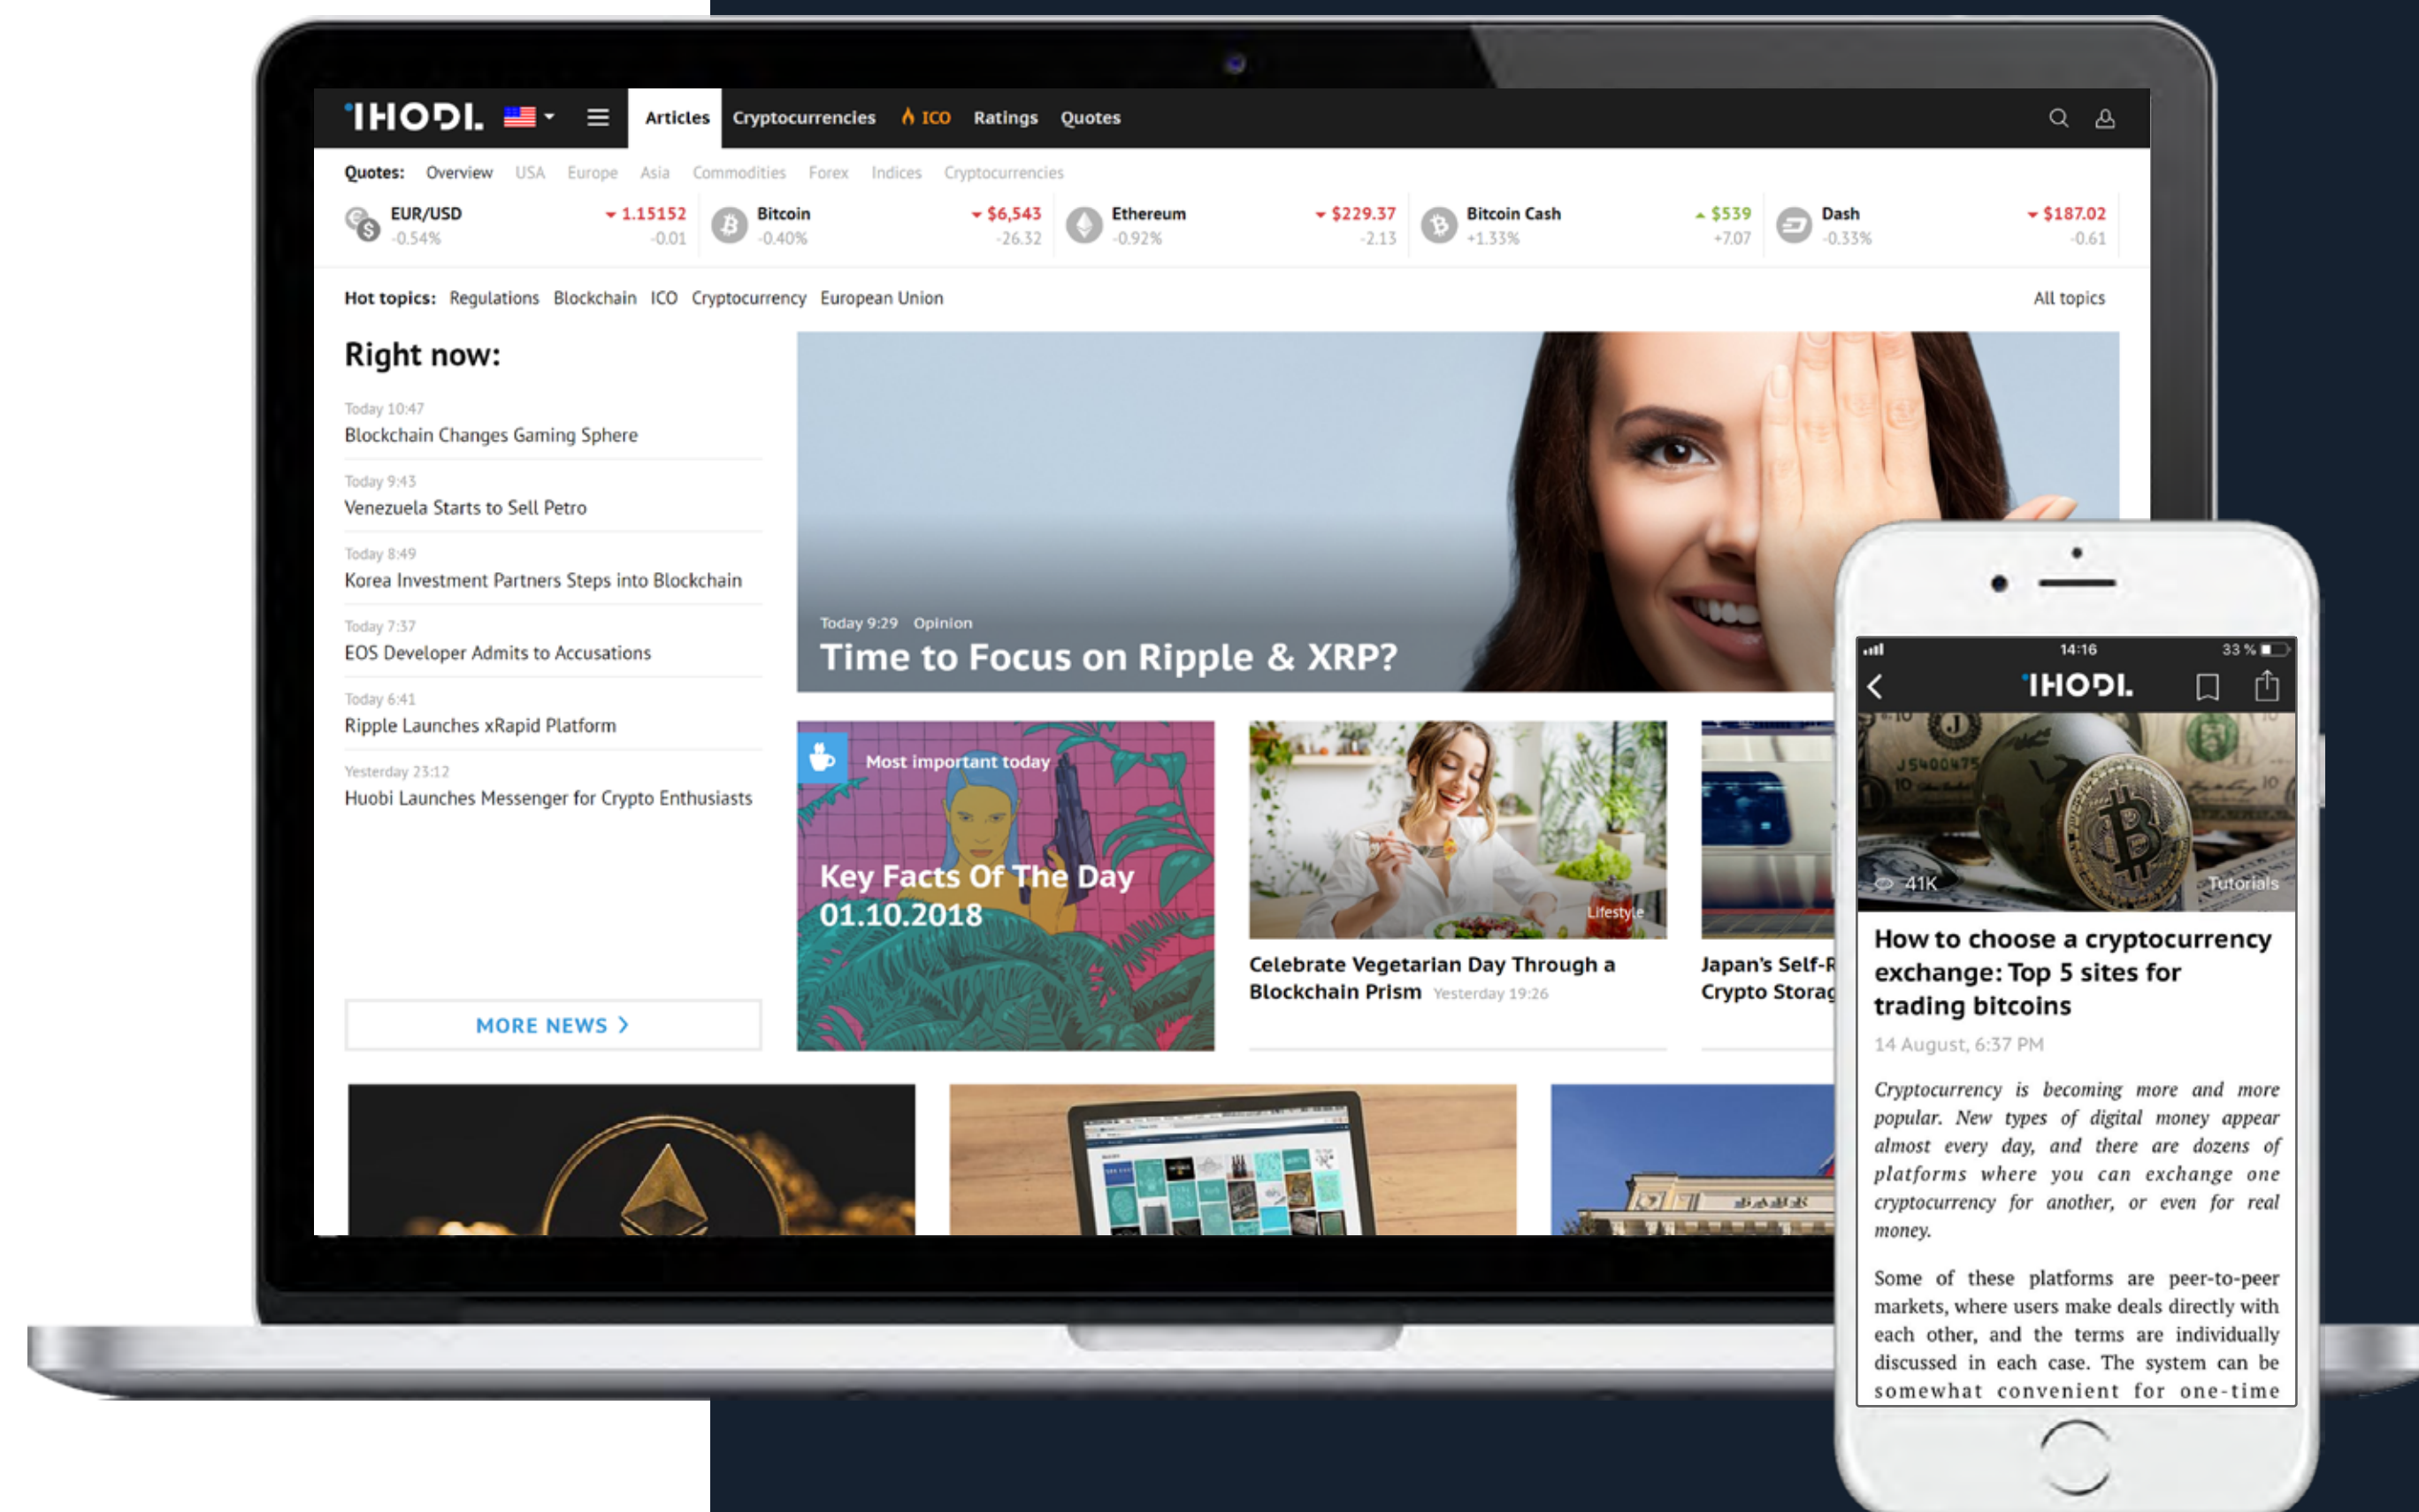 IHODL
Articles Cryptocurrencies ICO Ratings Quotes
Quotes: Overview USA Europe Asia Commodities Forex Indices Cryptocurrencies
EUR/USD 1.15152 Bitcoin $6,543 Ethereum $229.37 Bitcoin Cash $539 Dash $187.02
-0.54% -0.01 -0.40% -26.32 -0.92% -2.13 +1.33% +7.07 -0.33% -0.61
Hot topics: Regulations Blockchain ICO Cryptocurrency European Union All topics
Right now:
Today 10:47
Blockchain Changes Gaming Sphere
Today 9:43
Venezuela Starts to Sell Petro
Today 8:49
Korea Investment Partners Steps into Blockchain
Today 7:37
EOS Developer Admits to Accusations
Today 6:41
Ripple Launches xRapid Platform
Yesterday 23:12
Huobi Launches Messenger for Crypto Enthusiasts
MORE NEWS
Today 9:29 Opinion
Time to Focus on Ripple & XRP?
Most important today
Key Facts Of The Day
01.10.2018
Lifestyle
Celebrate Vegetarian Day Through a
Blockchain Prism Yesterday 19:26
Japan's Self-R
Crypto Storag
БАНК
14:16 33 %
IHODL
J5400475
10
41K Tutorials
How to choose a cryptocurrency
exchange: Top 5 sites for
trading bitcoins
14 August, 6:37 PM
Cryptocurrency is becoming more and more
popular. New types of digital money appear
almost every day, and there are dozens of
platforms where you can exchange one
cryptocurrency for another, or even for real
money.
Some of these platforms are peer-to-peer
markets, where users make deals directly with
each other, and the terms are individually
discussed in each case. The system can be
somewhat convenient for one-time